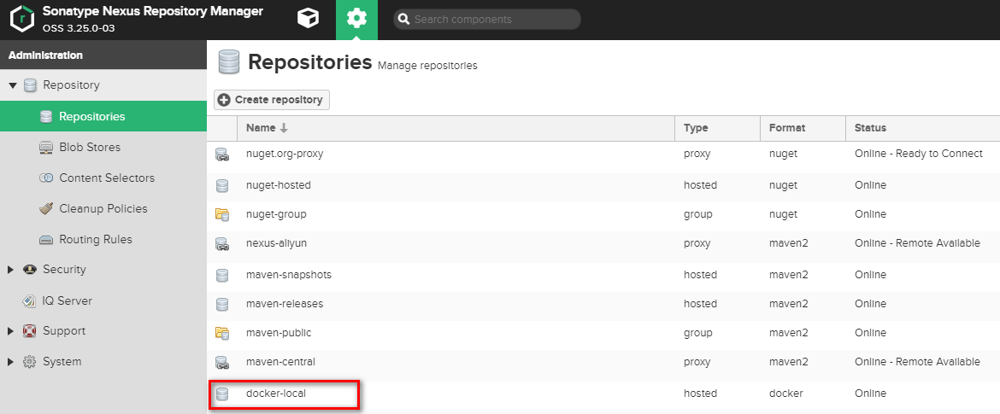 Sonatype Nexus Repository Manager
OSS 3.25.0-03
Search components
Administration
Repository
Repositories
Blob Stores
Content Selectors
Cleanup Policies
Routing Rules
Security
IQ Server
Support
System
Repositories Manage repositories
Create repository
Name Type Format Status
nuget.org-proxy proxy nuget Online - Ready to Connect
nuget-hosted hosted nuget Online
nuget-group group nuget Online
nexus-aliyun proxy maven2 Online - Remote Available
maven-snapshots hosted maven2 Online
maven-releases hosted maven2 Online
maven-public group maven2 Online
maven-central proxy maven2 Online - Remote Available
docker-local hosted docker Online